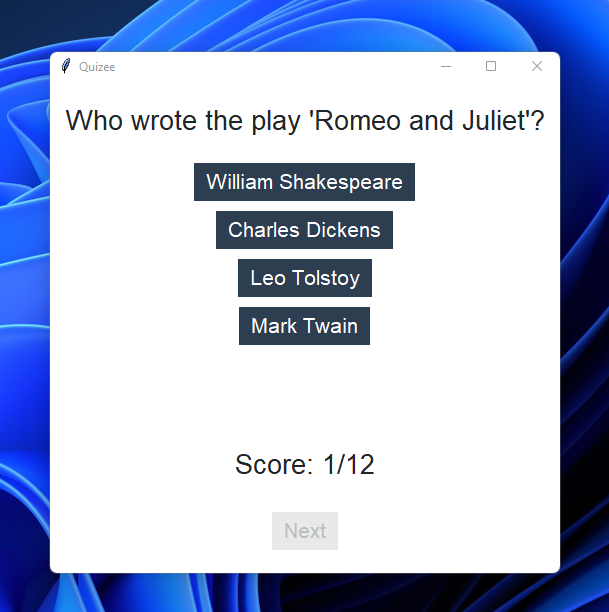 Quizee
Who wrote the play 'Romeo and Juliet'?
William Shakespeare
Charles Dickens
Leo Tolstoy
Mark Twain
Score: 1/12
Next